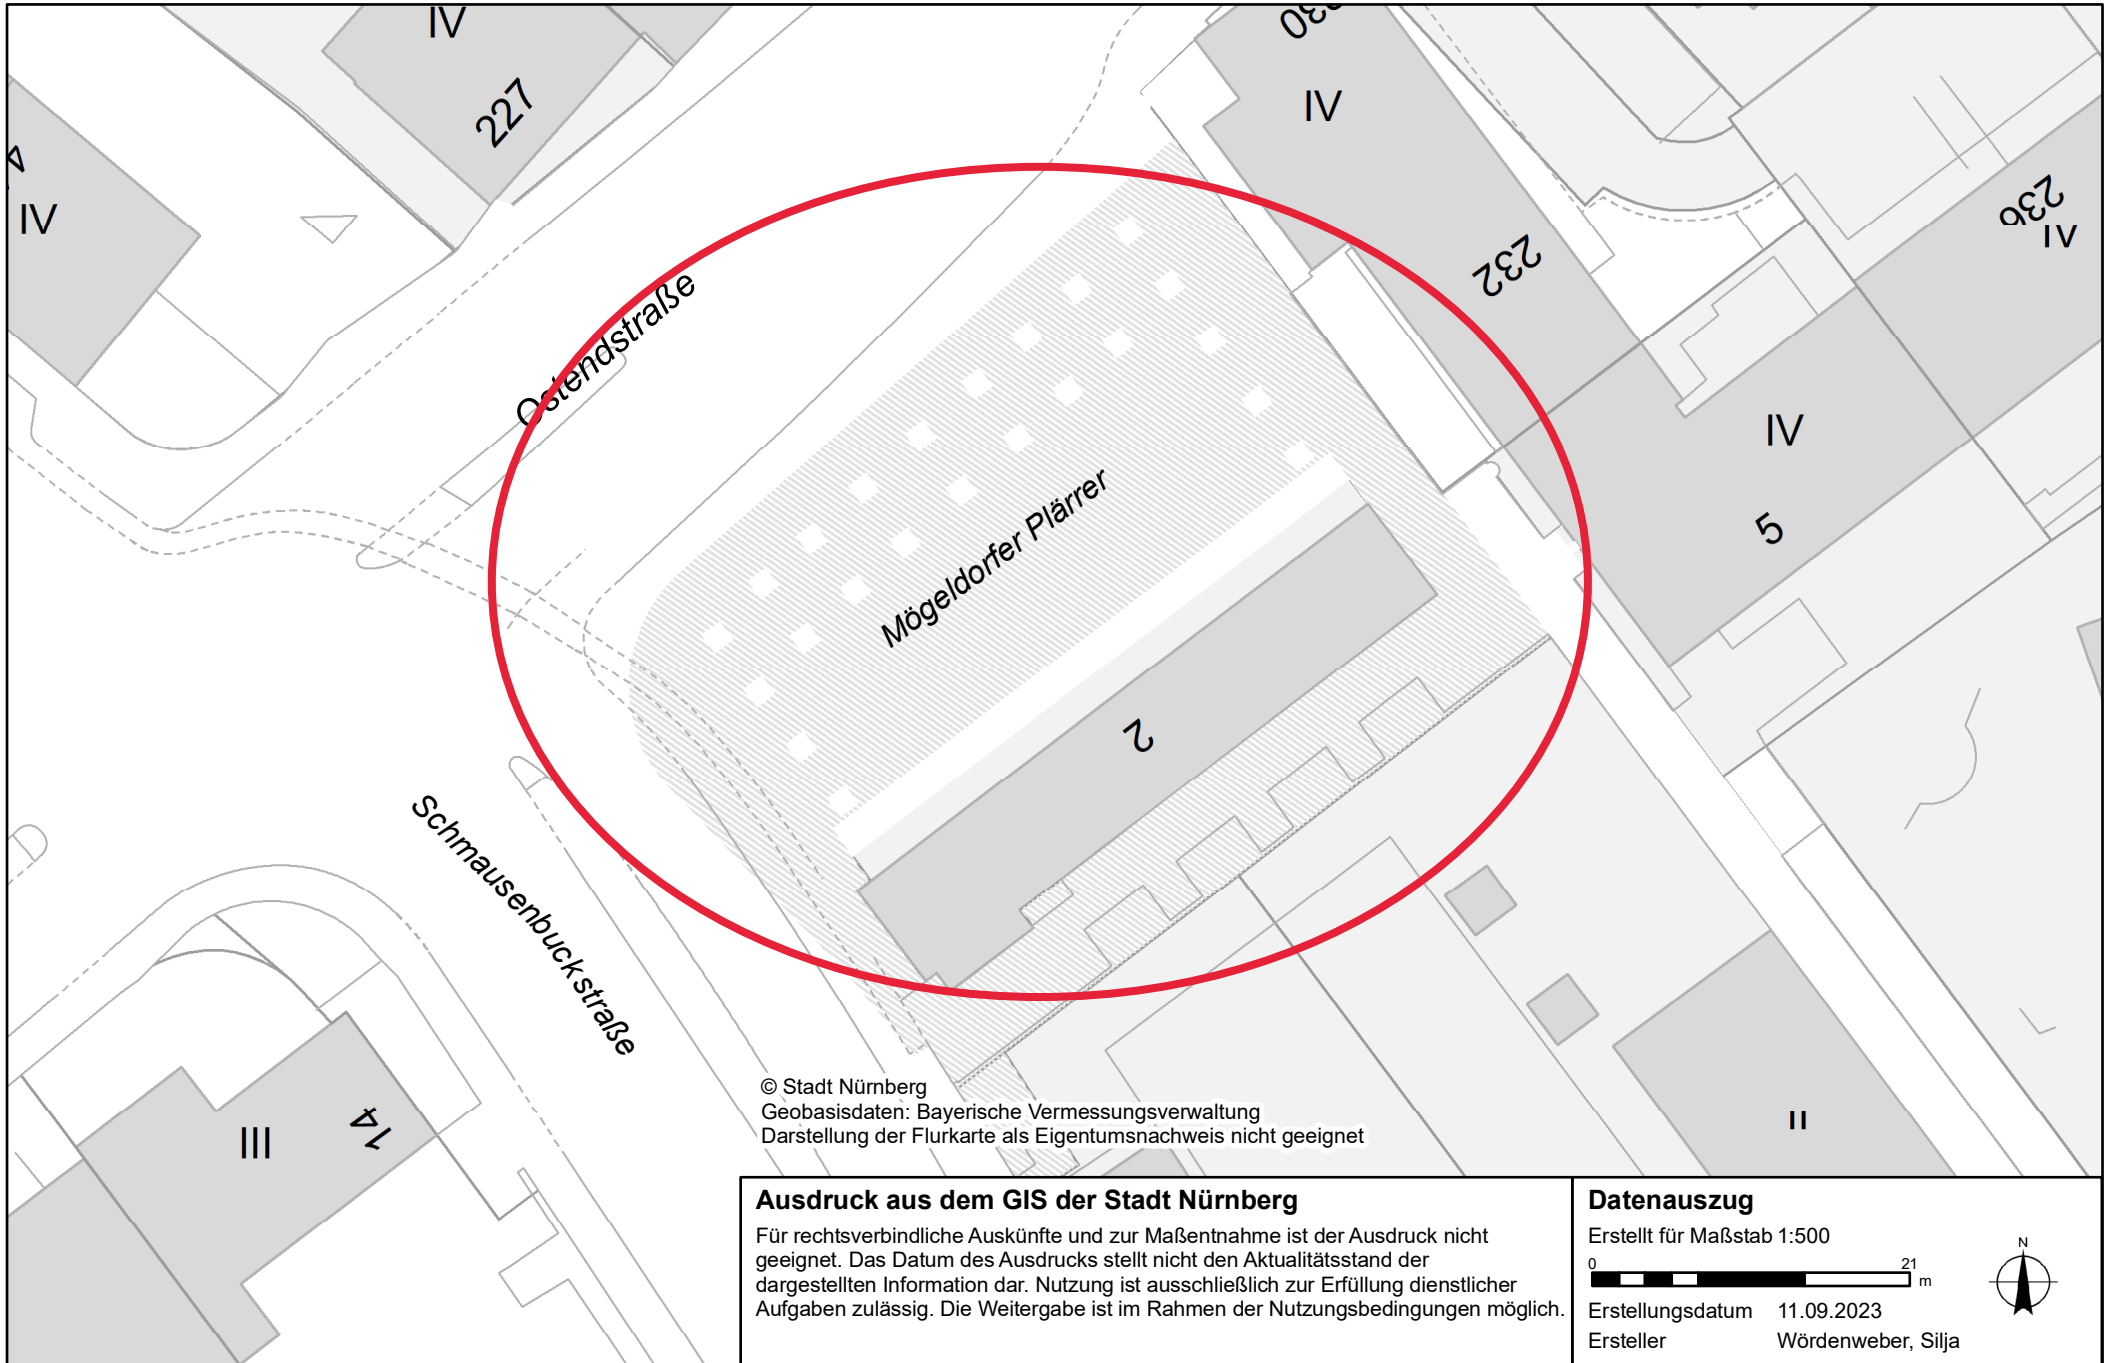 IV
227
230
IV
IV
232
236
IV
Ostendstraße
IV
5
Mögeldorfer Plärrer
2
Schmausenbuckstraße
III
14
II
© Stadt Nürnberg
Geobasisdaten: Bayerische Vermessungsverwaltung
Darstellung der Flurkarte als Eigentumsnachweis nicht geeignet
Ausdruck aus dem GIS der Stadt Nürnberg
Für rechtsverbindliche Auskünfte und zur Maßentnahme ist der Ausdruck nicht
geeignet. Das Datum des Ausdrucks stellt nicht den Aktualitätsstand der
dargestellten Information dar. Nutzung ist ausschließlich zur Erfüllung dienstlicher
Aufgaben zulässig. Die Weitergabe ist im Rahmen der Nutzungsbedingungen möglich.
Datenauszug
Erstellt für Maßstab 1:500
0 21 m
N
Erstellungsdatum 11.09.2023
Ersteller Wördenweber, Silja